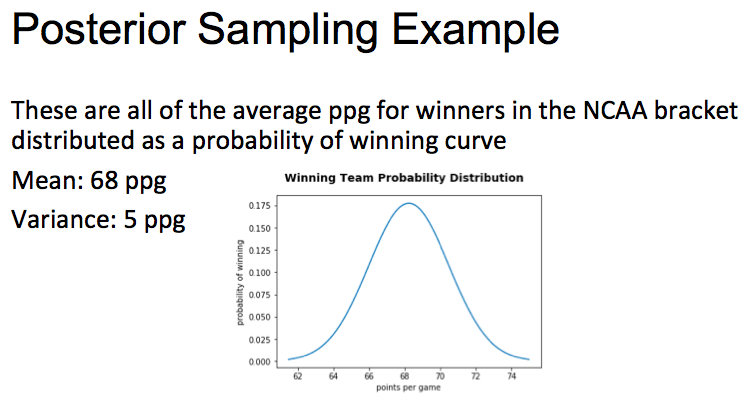 Posterior Sampling Example
These are all of the average ppg for winners in the NCAA bracket
distributed as a probability of winning curve
Mean: 68 ppg
Variance: 5 ppg
Winning Team Probability Distribution
probability of winning
0.175
0.150
0.125
0.100
0.075
0.050
0.025
0.000
62 64 66 68 70 72 74
points per game